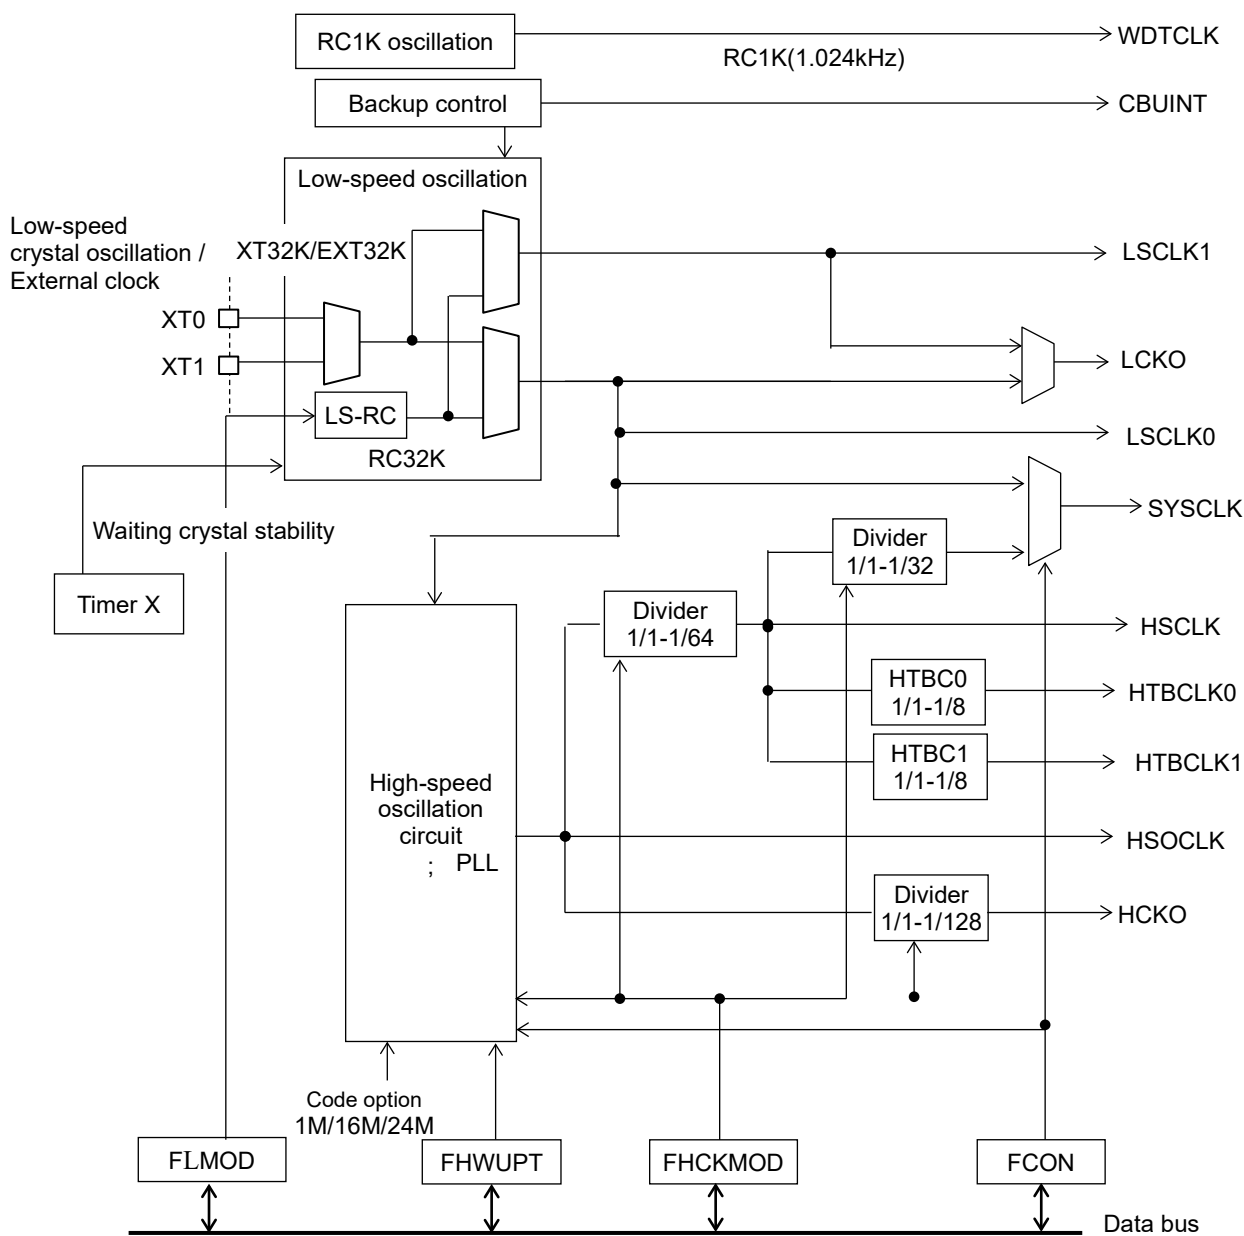 RC1K oscillation
WDTCLK
RC1K(1.024kHz)
Backup control
CBUINT
Low-speed oscillation
Low-speed
crystal oscillation /
External clock
XT32K/EXT32K
LSCLK1
XT0
XT1
LCKO
LS-RC
RC32K
LSCLK0
Waiting crystal stability
SYSCLK
Divider
1/1-1/32
Timer X
Divider
1/1-1/64
HSCLK
HTBC0
1/1-1/8
HTBCLK0
HTBC1
1/1-1/8
HTBCLK1
High-speed
oscillation
circuit
; PLL
HSOCLK
Divider
1/1-1/128
HCKO
Code option
1M/16M/24M
FLMOD
FHWUPT
FHCKMOD
FCON
Data bus